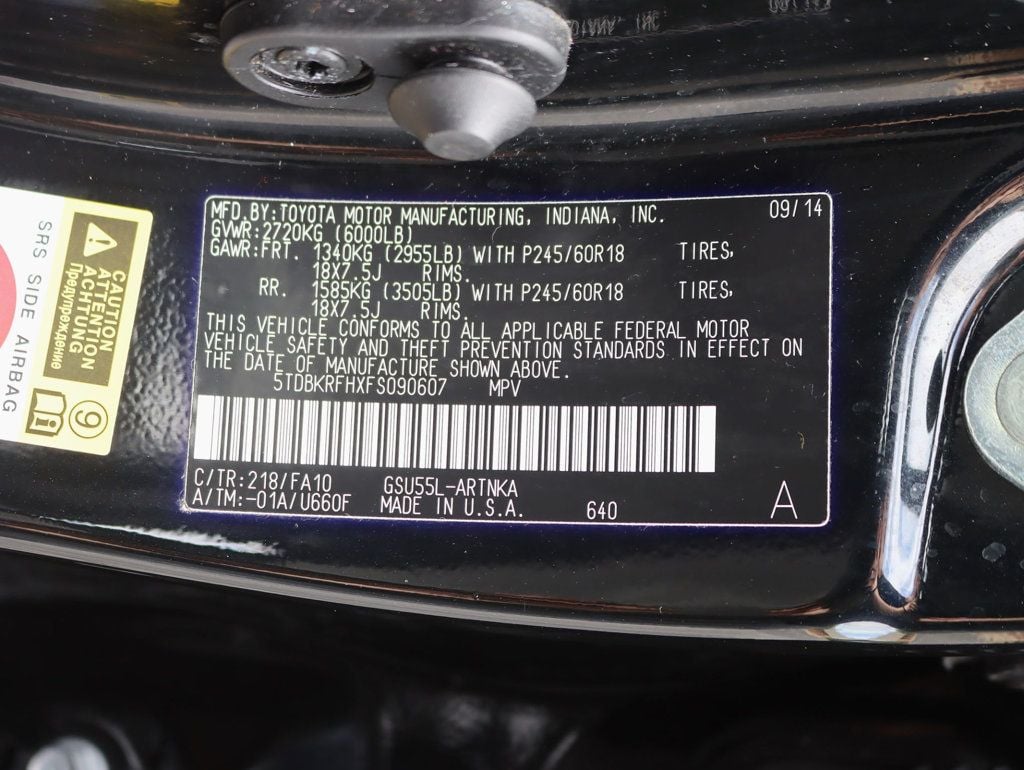 MFD.BY:TOYOTA MOTOR MANUFACTURING, INDIANA, INC. 09/14
GVWR:2720KG (6000LB)
GAWR:FRT. 1340KG (2955LB) WITH P245/60R18 TIRES,
18X7.5J RIMS.
RR. 1585KG (3505LB) WITH P245/60R18 TIRES,
18X7.5J RIMS.
THIS VEHICLE CONFORMS TO ALL APPLICABLE FEDERAL MOTOR
VEHICLE SAFETY AND THEFT PREVENTION STANDARDS IN EFFECT ON
THE DATE OF MANUFACTURE SHOWN ABOVE.
5TDBKRFHXFS090607 MPV
C/TR:218/FA10 GSU55L-ARTNKA
A/TM:-01A/U660F MADE IN U.S.A. 640 A
CAUTION
ATTENTION
ACHTUNG
Предупреждение
9
i
SRS SIDE AIRBAG